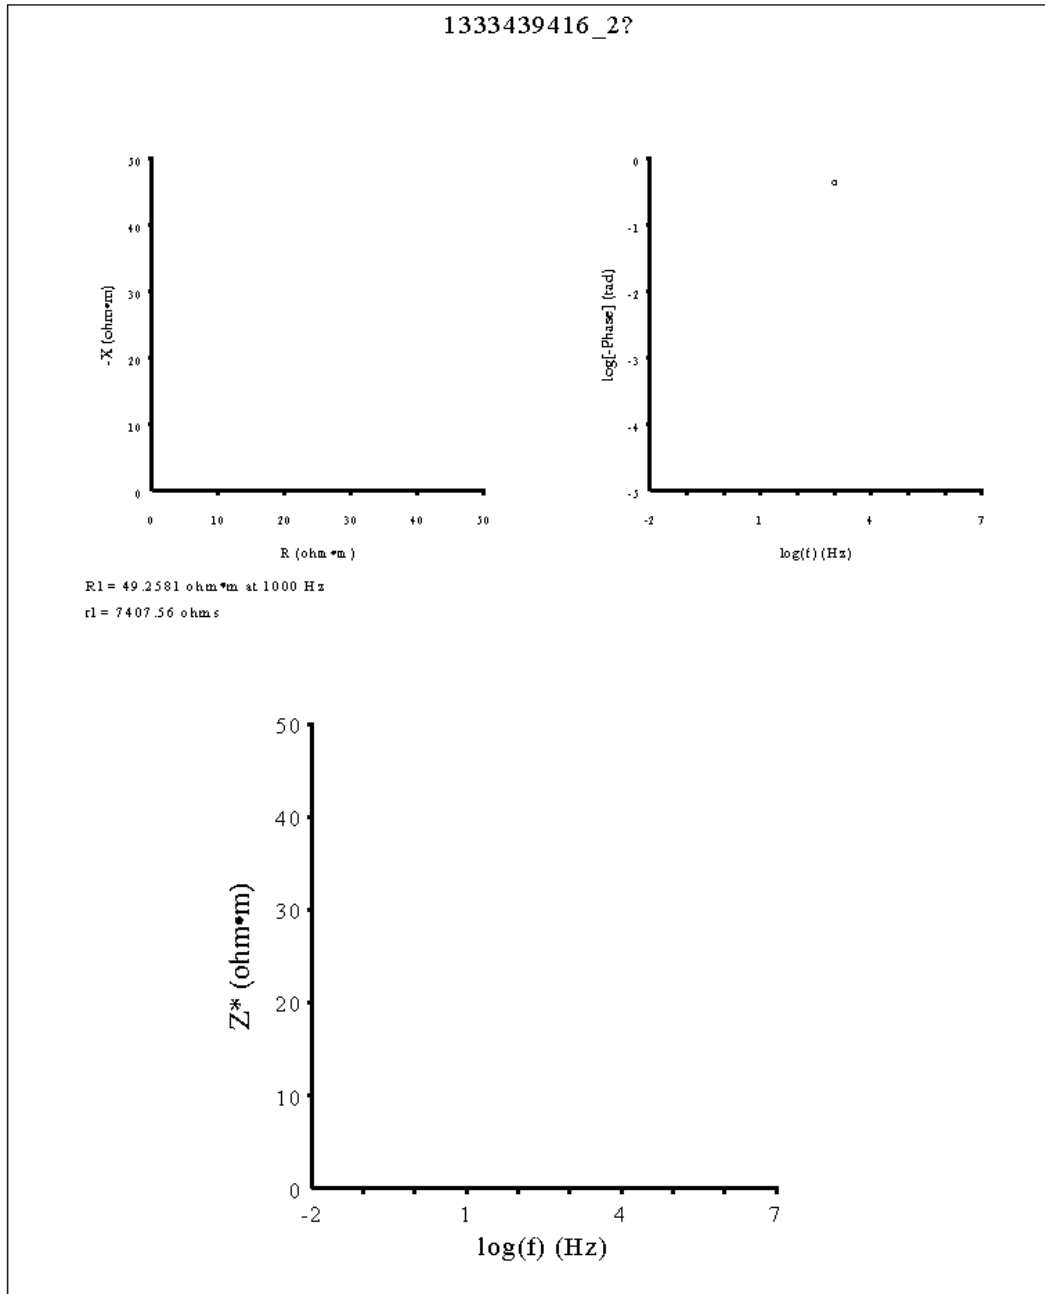 1333439416_2?
50
40
30
20
10
0
-X (ohm•m)
0 10 20 30 40 50
R (ohm•m)
0
-1
-2
-3
-4
-5
log[-Phase] (rad)
-2 1 4 7
log(f) (Hz)
R1 = 49.2581 ohm•m at 1000 Hz
r1 = 7407.56 ohms
50
40
30
20
10
0
Z* (ohm•m)
-2 1 4 7
log(f) (Hz)